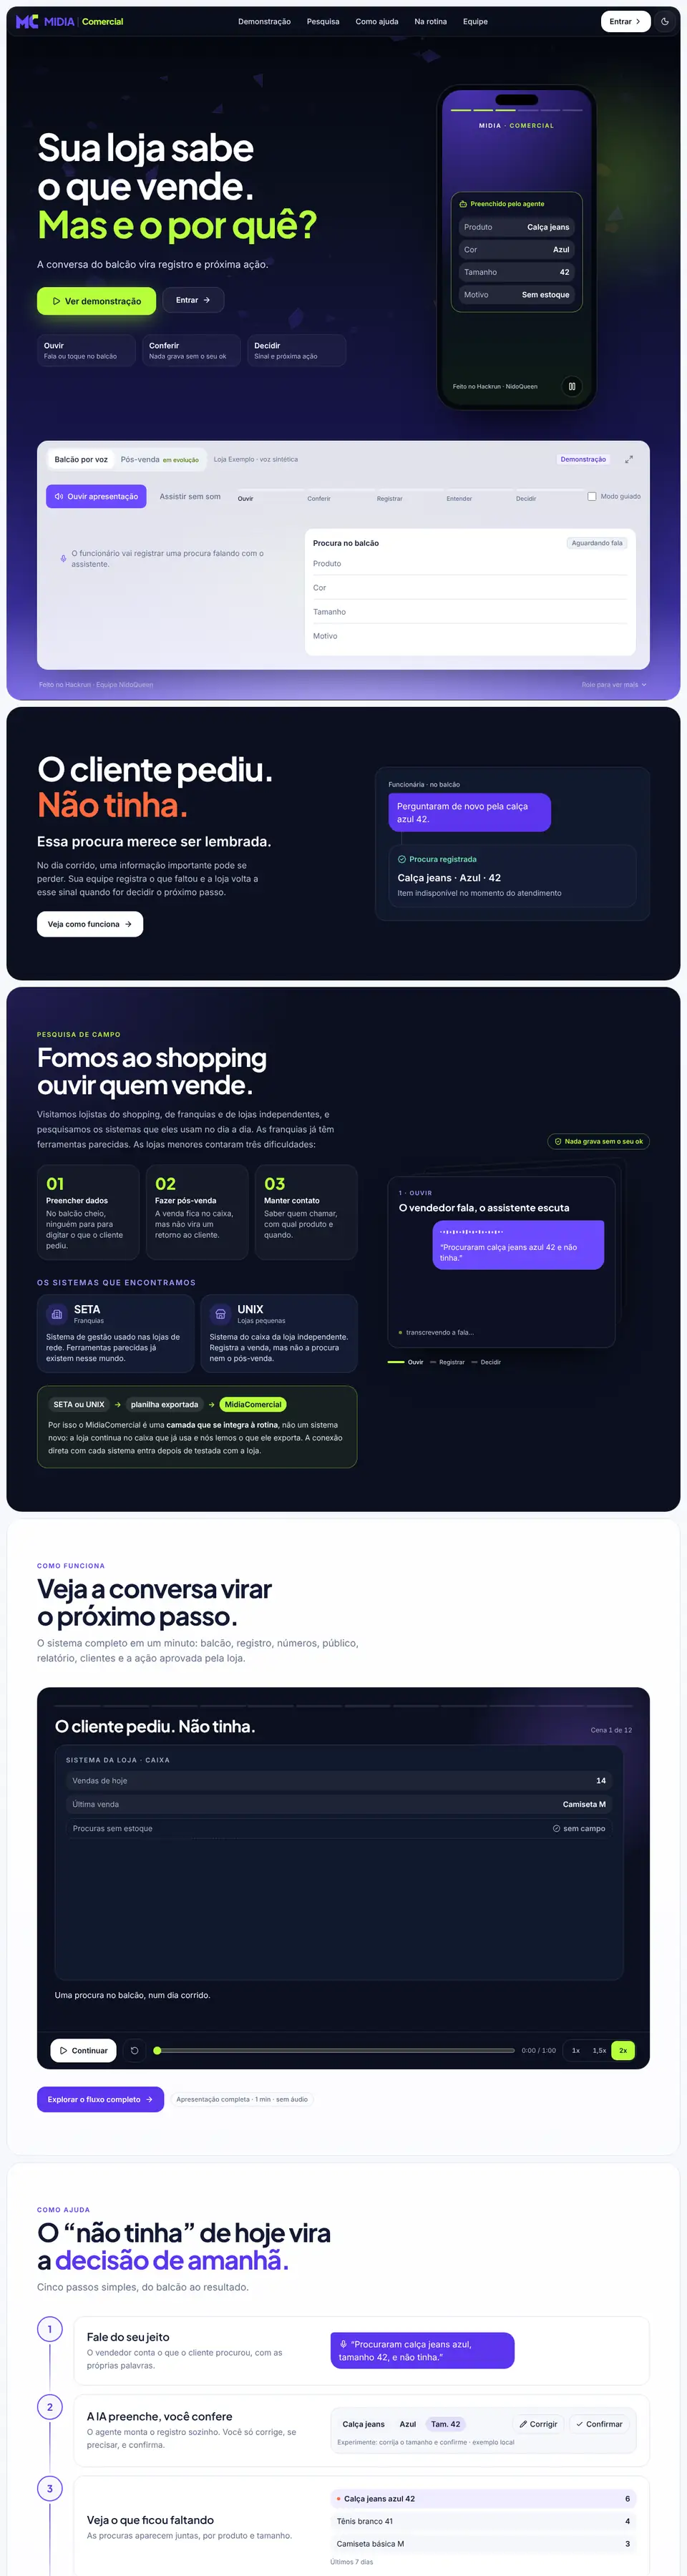 MC MIDIA | Comercial
Demonstração
Pesquisa
Como ajuda
Na rotina
Equipe
Entrar
Sua loja sabe
o que vende.
Mas e o por quê?
A conversa do balcão vira registro e próxima ação.
Ver demonstração
Entrar
Ouvir
Fala ou toque no balcão
Conferir
Nada grava sem o seu ok
Decidir
Sinal e próxima ação
MIDIA · COMERCIAL
Preenchido pelo agente
Produto Calça jeans
Cor Azul
Tamanho 42
Motivo Sem estoque
Feito no Hackrun · NidoQueen
Balcão por voz
Pós-venda em evolução
Loja Exemplo · voz sintética
Demonstração
Ouvir apresentação
Assistir sem som
Ouvir
Conferir
Registrar
Entender
Decidir
Modo guiado
O funcionário vai registrar uma procura falando com o
assistente.
Procura no balcão
Aguardando fala
Produto
Cor
Tamanho
Motivo
Feito no Hackrun · Equipe NidoQueen
Role para ver mais
O cliente pediu.
Não tinha.
Essa procura merece ser lembrada.
No dia corrido, uma informação importante pode se
perder. Sua equipe registra o que faltou e a loja volta a
esse sinal quando for decidir o próximo passo.
Veja como funciona
Funcionária · no balcão
Perguntaram de novo pela calça
azul 42.
Procura registrada
Calça jeans · Azul · 42
Item indisponível no momento do atendimento
PESQUISA DE CAMPO
Fomos ao shopping
ouvir quem vende.
Visitamos lojistas do shopping, de franquias e de lojas independentes, e
pesquisamos os sistemas que eles usam no dia a dia. As franquias já têm
ferramentas parecidas. As lojas menores contaram três dificuldades:
01
Preencher dados
No balcão cheio,
ninguém para para
digitar o que o cliente
pediu.
02
Fazer pós-venda
A venda fica no caixa,
mas não vira um
retorno ao cliente.
03
Manter contato
Saber quem chamar,
com qual produto e
quando.
OS SISTEMAS QUE ENCONTRAMOS
SETA
Franquias
Sistema de gestão usado nas lojas de
rede. Ferramentas parecidas já
existem nesse mundo.
UNIX
Lojas pequenas
Sistema do caixa da loja independente.
Registra a venda, mas não a procura
nem o pós-venda.
SETA ou UNIX → planilha exportada → MidiaComercial
Por isso o MidiaComercial é uma camada que se integra à rotina, não um sistema
novo: a loja continua no caixa que já usa e nós lemos o que ele exporta. A conexão
direta com cada sistema entra depois de testada com a loja.
Nada grava sem o seu ok
1 · OUVIR
O vendedor fala, o assistente escuta
“Procuraram calça jeans azul 42 e não
tinha.”
transcrevendo a fala...
Ouvir
Registrar
Decidir
COMO FUNCIONA
Veja a conversa virar
o próximo passo.
O sistema completo em um minuto: balcão, registro, números, público,
relatório, clientes e a ação aprovada pela loja.
O cliente pediu. Não tinha.
Cena 1 de 12
SISTEMA DA LOJA · CAIXA
Vendas de hoje 14
Última venda Camiseta M
Procuras sem estoque sem campo
Uma procura no balcão, num dia corrido.
Continuar
0:00 / 1:00
1x
1,5x
2x
Explorar o fluxo completo
Apresentação completa · 1 min · sem áudio
COMO AJUDA
O “não tinha” de hoje vira
a decisão de amanhã.
Cinco passos simples, do balcão ao resultado.
1
Fale do seu jeito
O vendedor conta o que o cliente procurou, com as
próprias palavras.
“Procuraram calça jeans azul,
tamanho 42, e não tinha.”
2
A IA preenche, você confere
O agente monta o registro sozinho. Você só corrige, se
precisar, e confirma.
Calça jeans
Azul
Tam. 42
Corrigir
Confirmar
Experimente: corrija o tamanho e confirme · exemplo local
3
Veja o que ficou faltando
As procuras aparecem juntas, por produto e tamanho.
Calça jeans azul 42 6
Tênis branco 41 4
Camiseta básica M 3
Últimos 7 dias